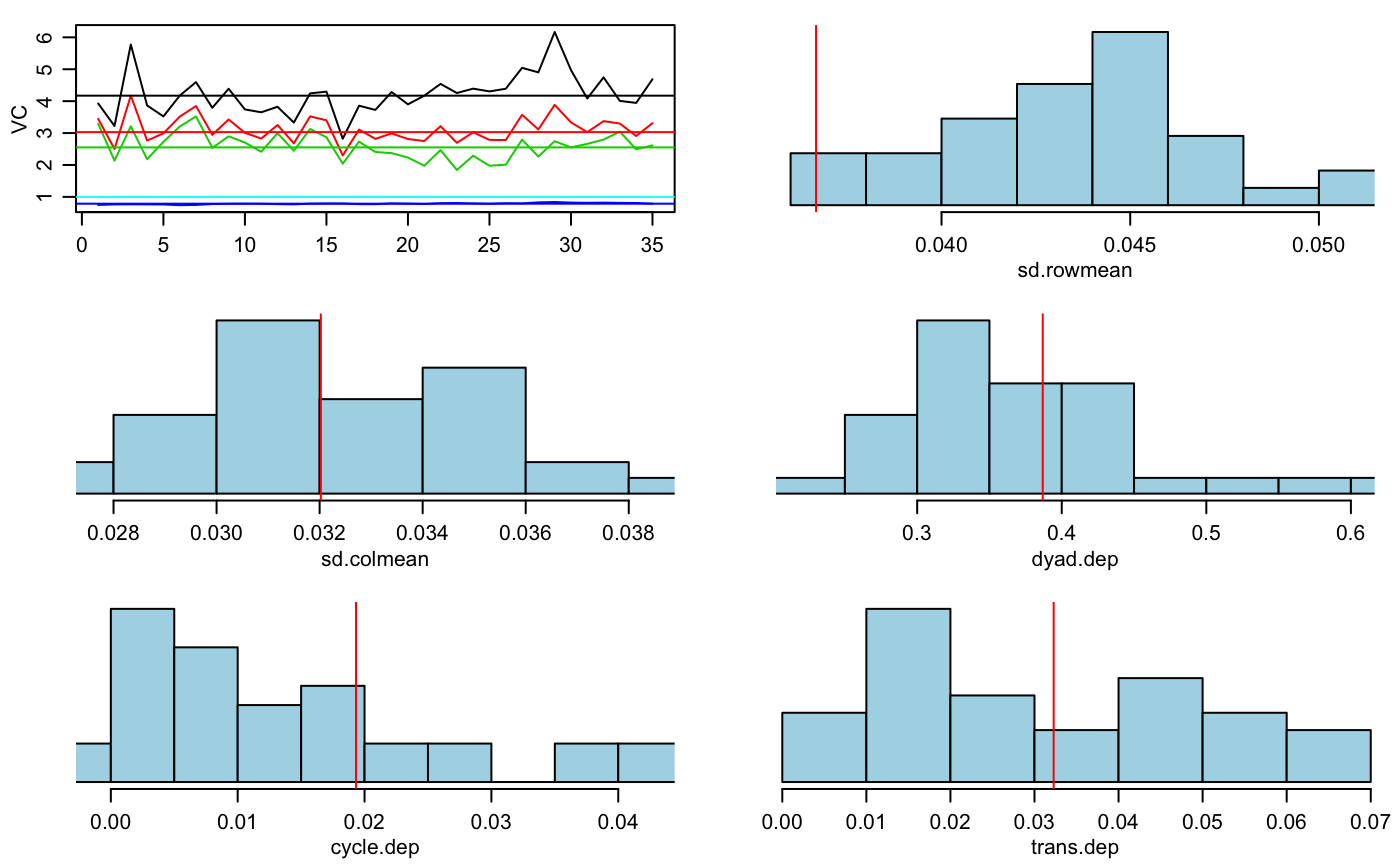 VC
6
5
4
3
2
1
0 5 10 15 20 25 30 35
0.040 0.045 0.050
sd.rowmean
0.028 0.030 0.032 0.034 0.036 0.038
sd.colmean
0.3 0.4 0.5 0.6
dyad.dep
0.00 0.01 0.02 0.03 0.04
cycle.dep
0.00 0.01 0.02 0.03 0.04 0.05 0.06 0.07
trans.dep